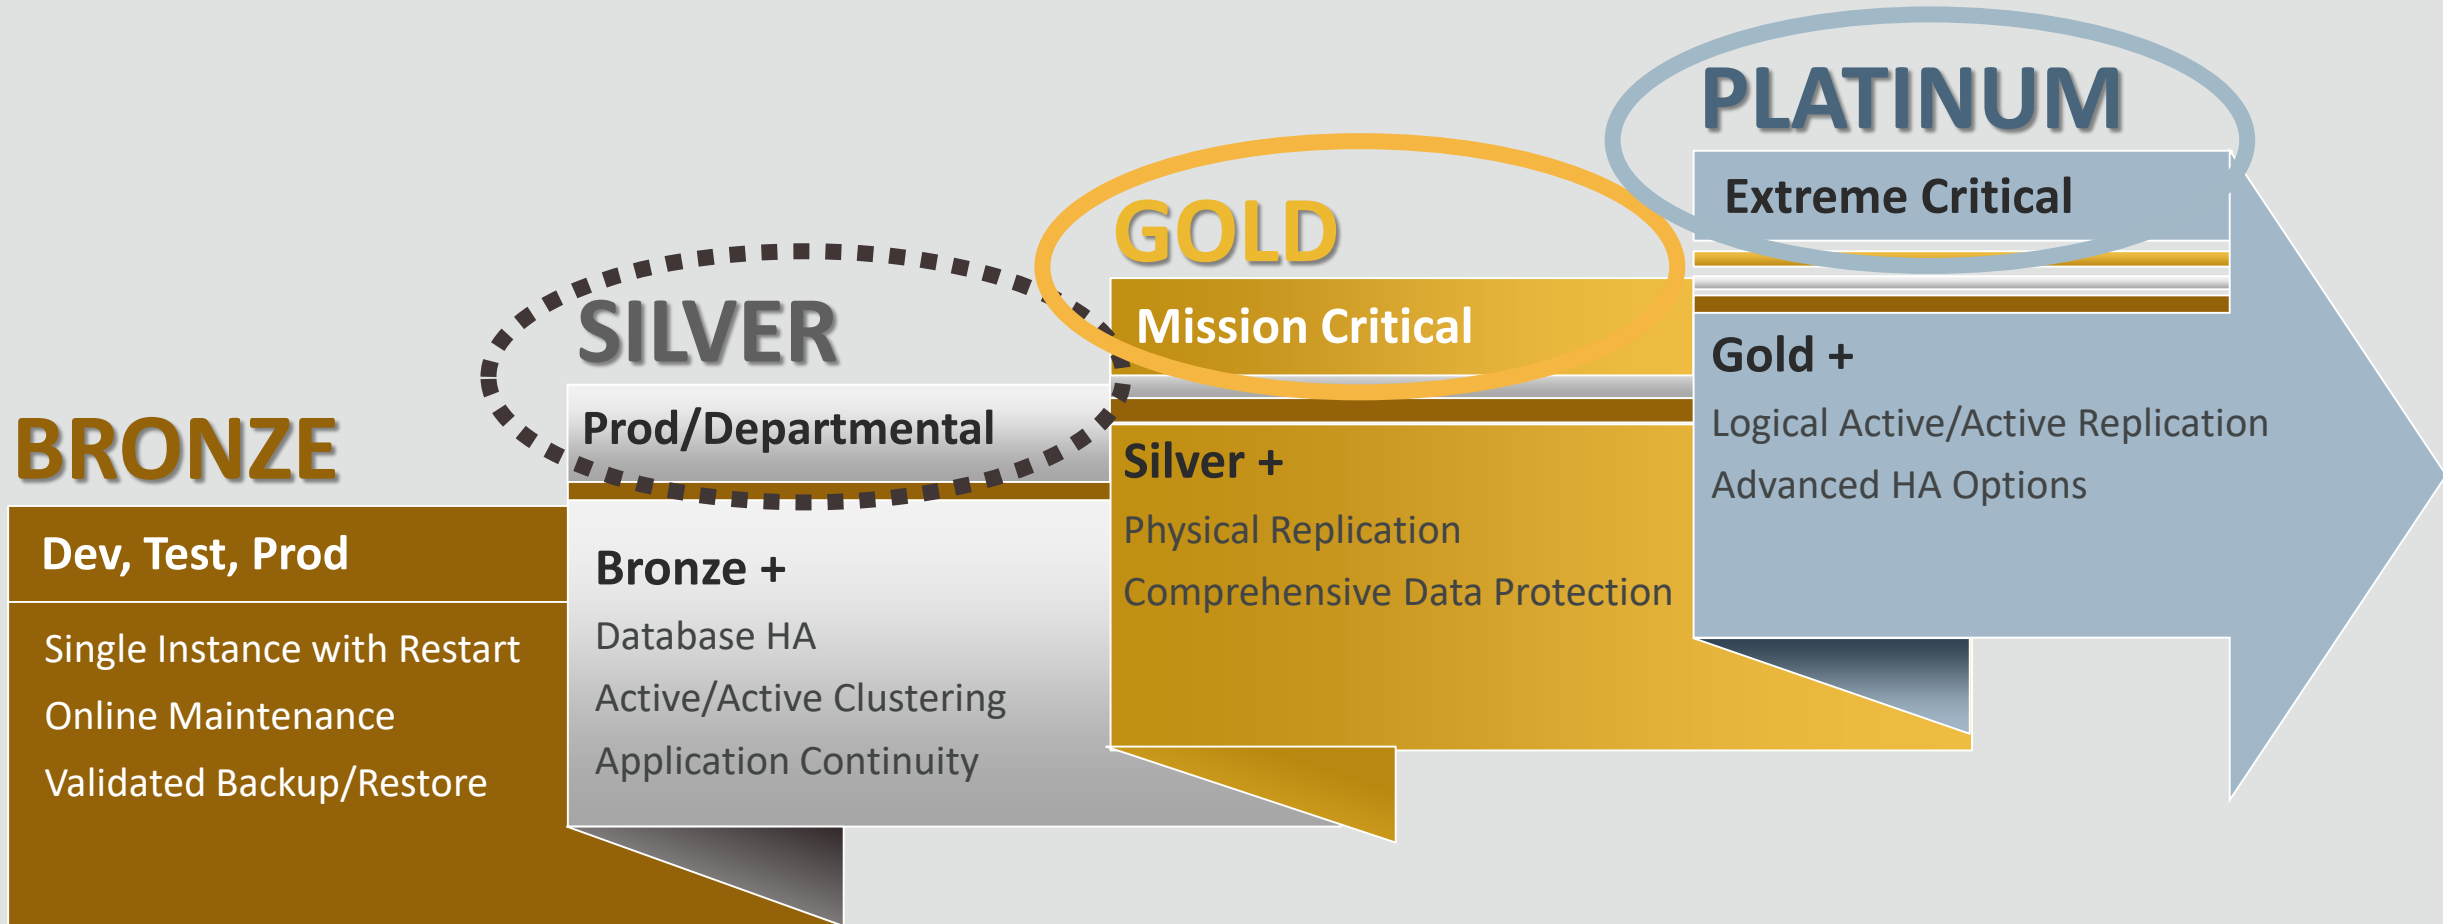 BRONZE
Dev, Test, Prod
Single Instance with Restart
Online Maintenance
Validated Backup/Restore
SILVER
Prod/Departmental
Bronze +
Database HA
Active/Active Clustering
Application Continuity
GOLD
Mission Critical
Silver +
Physical Replication
Comprehensive Data Protection
PLATINUM
Extreme Critical
Gold +
Logical Active/Active Replication
Advanced HA Options